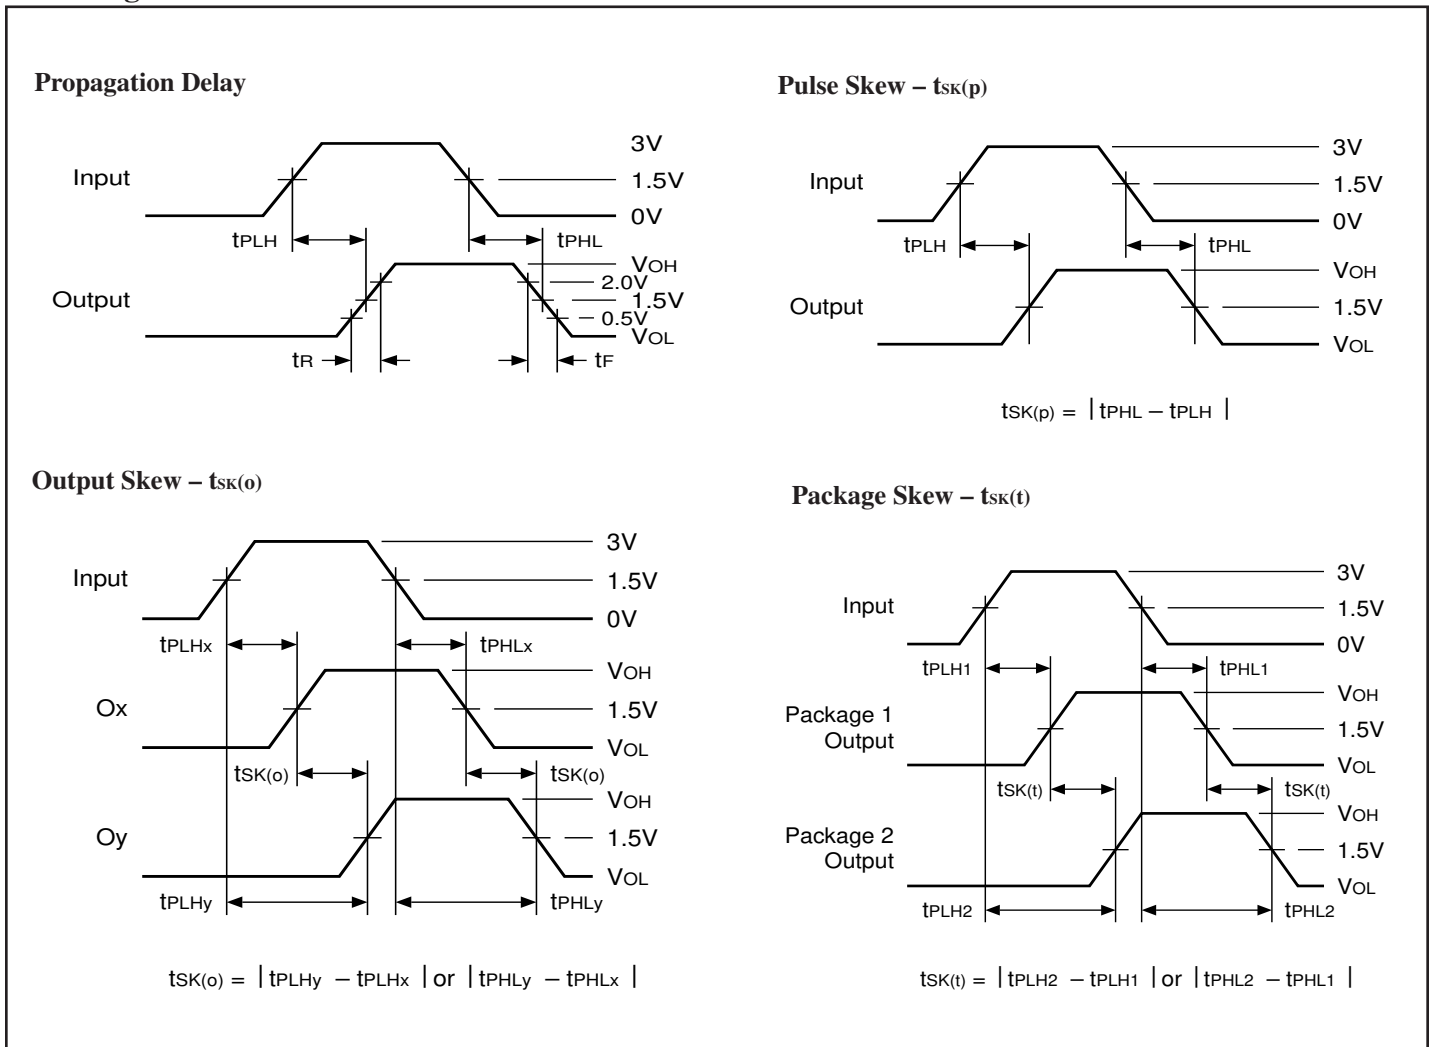 Propagation Delay
Input
3V
1.5V
0V
tPLH
tPHL
Output
VOH
2.0V
1.5V
0.5V
VOL
tR
tF
Pulse Skew – tSK(p)
Input
3V
1.5V
0V
tPLH
tPHL
Output
VOH
1.5V
VOL
tSK(p) = | tPHL – tPLH |
Output Skew – tSK(o)
Input
3V
1.5V
0V
tPLHx
tPHLx
Ox
VOH
1.5V
VOL
tSK(o)
tSK(o)
Oy
VOH
1.5V
VOL
tPLHy
tPHLy
tSK(o) = | tPLHy – tPLHx | or | tPHLy – tPHLx |
Package Skew – tSK(t)
Input
3V
1.5V
0V
tPLH1
tPHL1
Package 1
Output
VOH
1.5V
VOL
tSK(t)
tSK(t)
Package 2
Output
VOH
1.5V
VOL
tPLH2
tPHL2
tSK(t) = | tPLH2 – tPLH1 | or | tPHL2 – tPHL1 |